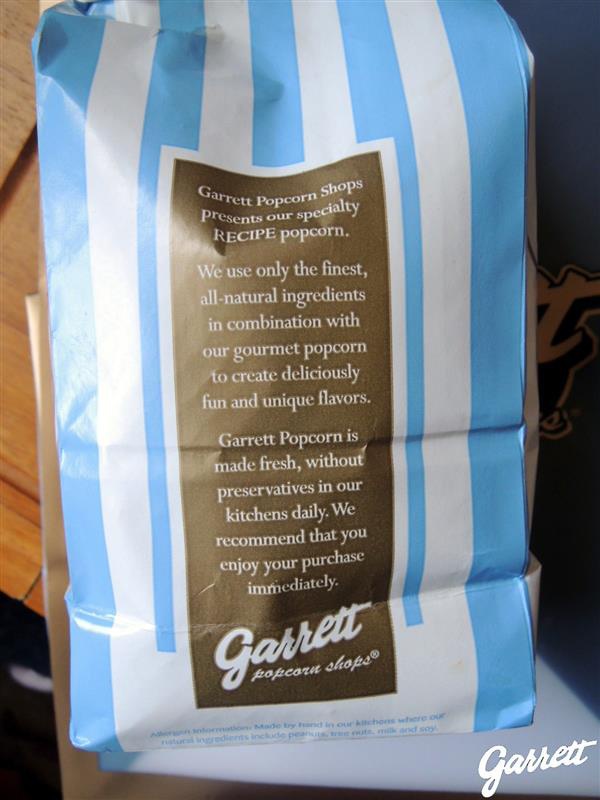 Garrett Popcorn Shops
presents our specialty
RECIPE popcorn.
We use only the finest,
all-natural ingredients
in combination with
our gourmet popcorn
to create deliciously
fun and unique flavors.
Garrett Popcorn is
made fresh, without
preservatives in our
kitchens daily. We
recommend that you
enjoy your purchase
immediately.
Garrett
popcorn shops®
Allergen Information: Made by hand in our kitchens where our
natural ingredients include peanuts, tree nuts, milk and soy.
Garrett